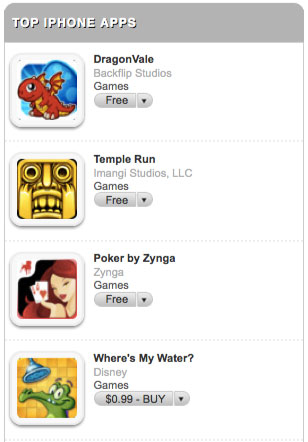 TOP IPHONE APPS
DragonVale
Backflip Studios
Games
Free
Temple Run
Imangi Studios, LLC
Games
Free
Poker by Zynga
Zynga
Games
Free
Where's My Water?
Disney
Games
$0.99 - BUY